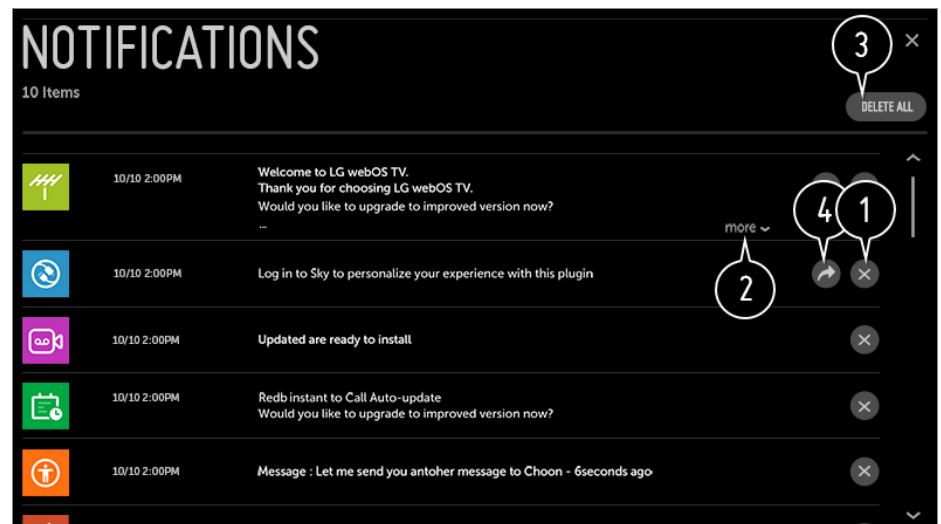 NOTIFICATIONS
3
10 Items
DELETE ALL
10/10 2:00PM
Welcome to LG webOS TV.
Thank you for choosing LG webOS TV.
Would you like to upgrade to improved version now?
...
more
4
1
10/10 2:00PM
Log in to Sky to personalize your experience with this plugin
2
10/10 2:00PM
Updated are ready to install
10/10 2:00PM
Redb instant to Call Auto-update
Would you like to upgrade to improved version now?
10/10 2:00PM
Message : Let me send you antoher message to Choon - 6seconds ago